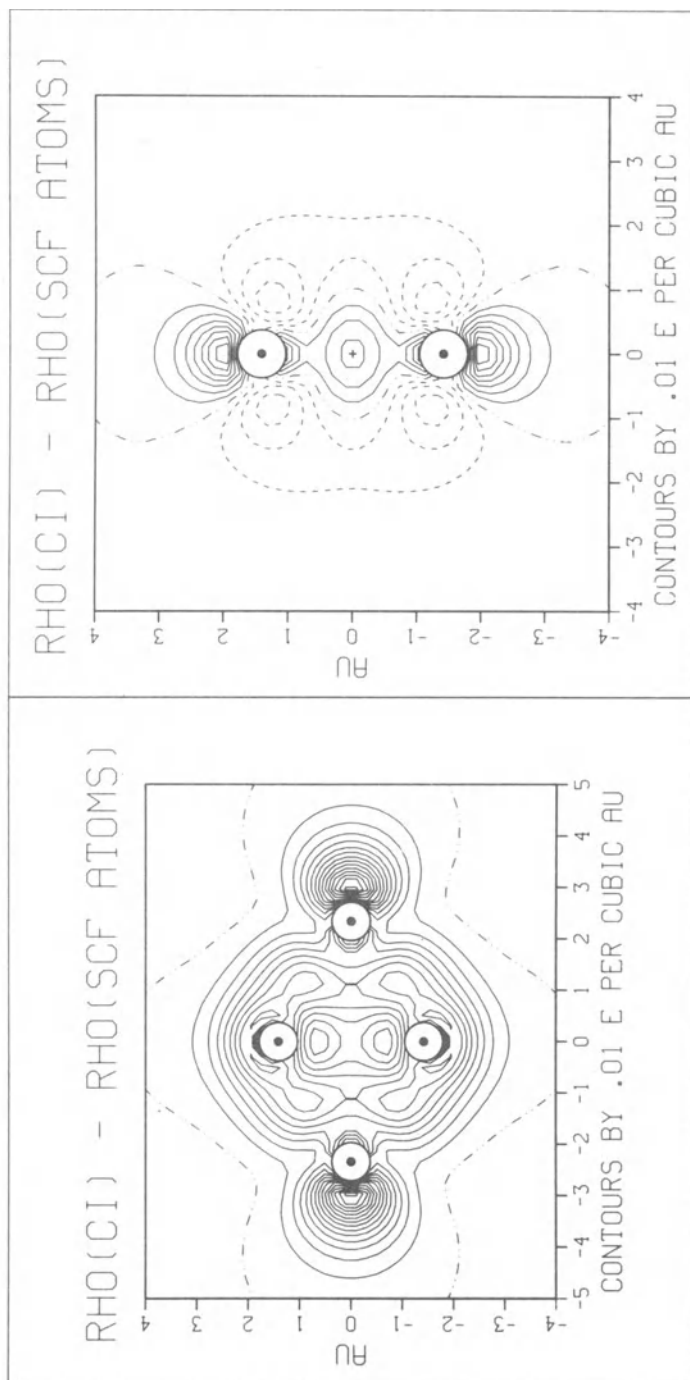 RHO(CI) - RHO(SCF ATOMS)
4
3
2
1
0
-1
-2
-3
-4
AU
-5 -4 -3 -2 -1 0 1 2 3 4 5
CONTOURS BY .01 E PER CUBIC AU
RHO(CI) - RHO(SCF ATOMS)
4
3
2
1
0
-1
-2
-3
-4
AU
-4 -3 -2 -1 0 1 2 3 4
CONTOURS BY .01 E PER CUBIC AU